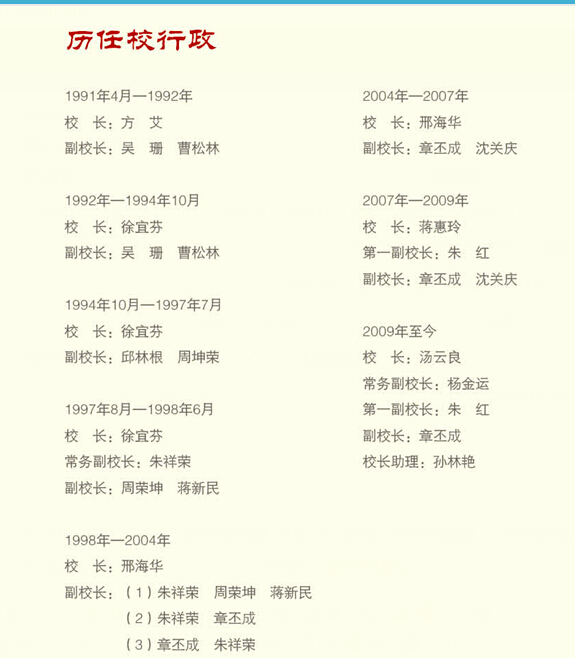 历任校行政
1991年4月—1992年
校　长：方　艾
副校长：吴　珊　曹松林
1992年—1994年10月
校　长：徐宜芬
副校长：吴　珊　曹松林
1994年10月—1997年7月
校　长：徐宜芬
副校长：邱林根　周坤荣
1997年8月—1998年6月
校　长：徐宜芬
常务副校长：朱祥荣
副校长：周荣坤　蒋新民
1998年—2004年
校　长：邢海华
副校长：（1）朱祥荣　周荣坤　蒋新民
（2）朱祥荣　章丕成
（3）章丕成　朱祥荣
2004年—2007年
校　长：邢海华
副校长：章丕成　沈关庆
2007年—2009年
校　长：蒋惠玲
第一副校长：朱　红
副校长：章丕成　沈关庆
2009年至今
校　长：汤云良
常务副校长：杨金运
第一副校长：朱　红
副校长：章丕成
校长助理：孙林艳